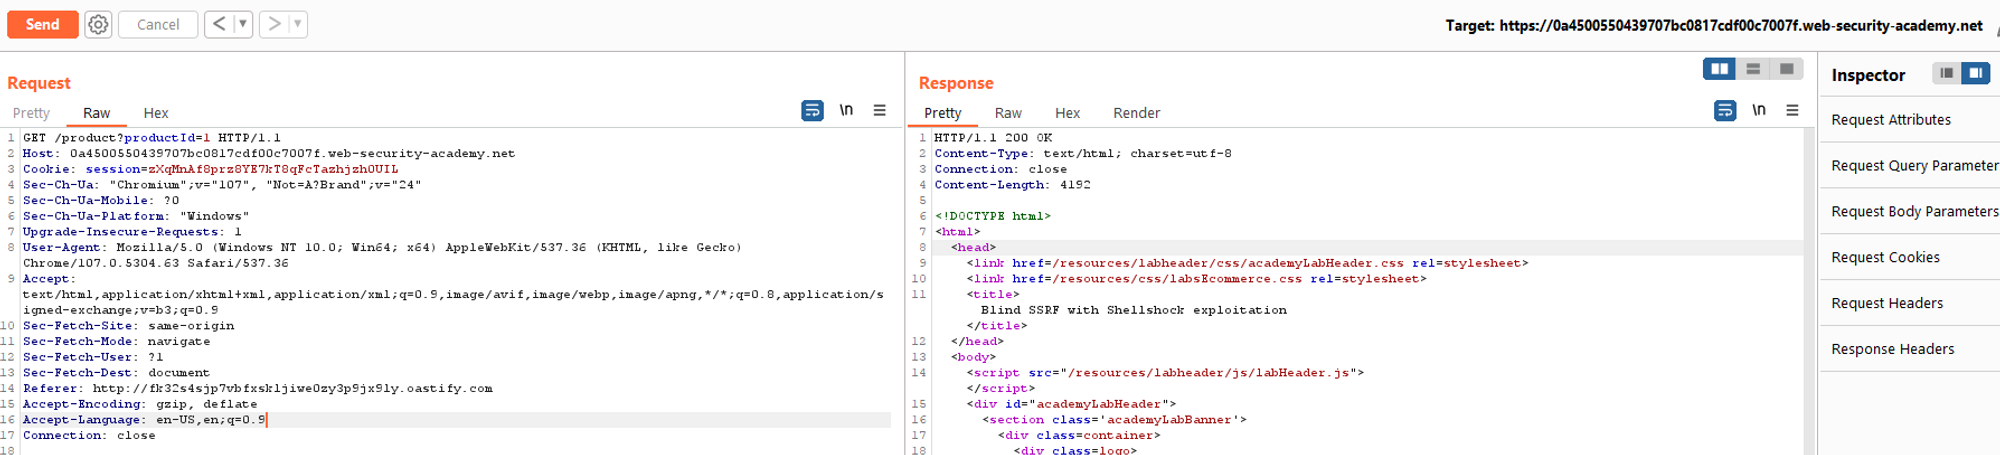 Send
Cancel
Target: https://0a4500550439707bc0817cdf00c7007f.web-security-academy.net
Request
Pretty Raw Hex
\n
1 GET /product?productId=1 HTTP/1.1
2 Host: 0a4500550439707bc0817cdf00c7007f.web-security-academy.net
3 Cookie: session=zXqMnAf8prz8YE7kT8qFcTazhjzh0UIL
4 Sec-Ch-Ua: "Chromium";v="107", "Not=A?Brand";v="24"
5 Sec-Ch-Ua-Mobile: ?0
6 Sec-Ch-Ua-Platform: "Windows"
7 Upgrade-Insecure-Requests: 1
8 User-Agent: Mozilla/5.0 (Windows NT 10.0; Win64; x64) AppleWebKit/537.36 (KHTML, like Gecko)
Chrome/107.0.5304.63 Safari/537.36
9 Accept:
text/html,application/xhtml+xml,application/xml;q=0.9,image/avif,image/webp,image/apng,*/*;q=0.8,application/s
igned-exchange;v=b3;q=0.9
10 Sec-Fetch-Site: same-origin
11 Sec-Fetch-Mode: navigate
12 Sec-Fetch-User: ?1
13 Sec-Fetch-Dest: document
14 Referer: http://fk32s4sjp7vbfxskljiwe0zy3p9jx9ly.oastify.com
15 Accept-Encoding: gzip, deflate
16 Accept-Language: en-US,en;q=0.9
17 Connection: close
18
Response
Pretty Raw Hex Render
\n
1 HTTP/1.1 200 OK
2 Content-Type: text/html; charset=utf-8
3 Connection: close
4 Content-Length: 4192
5
6 <!DOCTYPE html>
7 <html>
8 <head>
9 <link href=/resources/labheader/css/academyLabHeader.css rel=stylesheet>
10 <link href=/resources/css/labsEcommerce.css rel=stylesheet>
11 <title>
Blind SSRF with Shellshock exploitation
</title>
12 </head>
13 <body>
14 <script src="/resources/labheader/js/labHeader.js">
</script>
15 <div id="academyLabHeader">
16 <section class='academyLabBanner'>
17 <div class=container>
18 <div class=logo>
Inspector
Request Attributes
Request Query Parameter
Request Body Parameters
Request Cookies
Request Headers
Response Headers